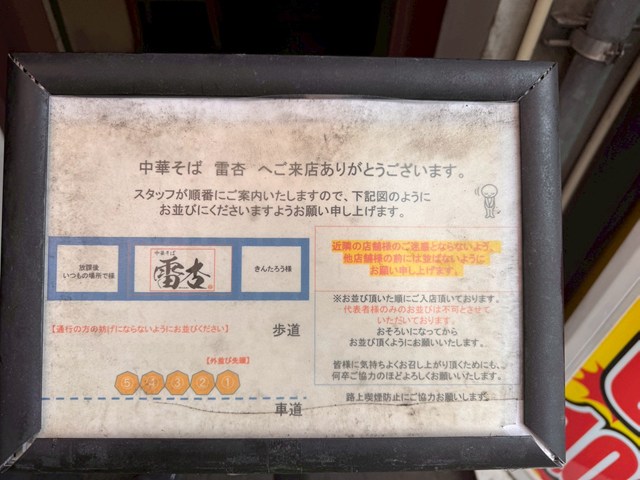 中華そば 雷杏 へご来店ありがとうございます。
スタッフが順番にご案内いたしますので、下記図のように
お並びにくださいますようお願い申し上げます。
放課後
いつもの場所で様
中華そば
雷杏
きんたろう様
近隣の店舗様のご迷惑とならないよう、
他店舗様の前には並ばないように
お願い申し上げます。
【通行の方の妨げにならないようにお並びください】
歩道
【外並び先頭】
⑤④③②①
車道
※お並び頂いた順にご入店頂いております。
代表者様のみのお並びは不可とさせて
いただいております。
おそろいになってから
お並び頂くようにお願いいたします。
皆様に気持ちよくお召し上がり頂くためにも、
何卒ご協力のほどよろしくお願いいたします。
路上喫煙防止にご協力お願いします。